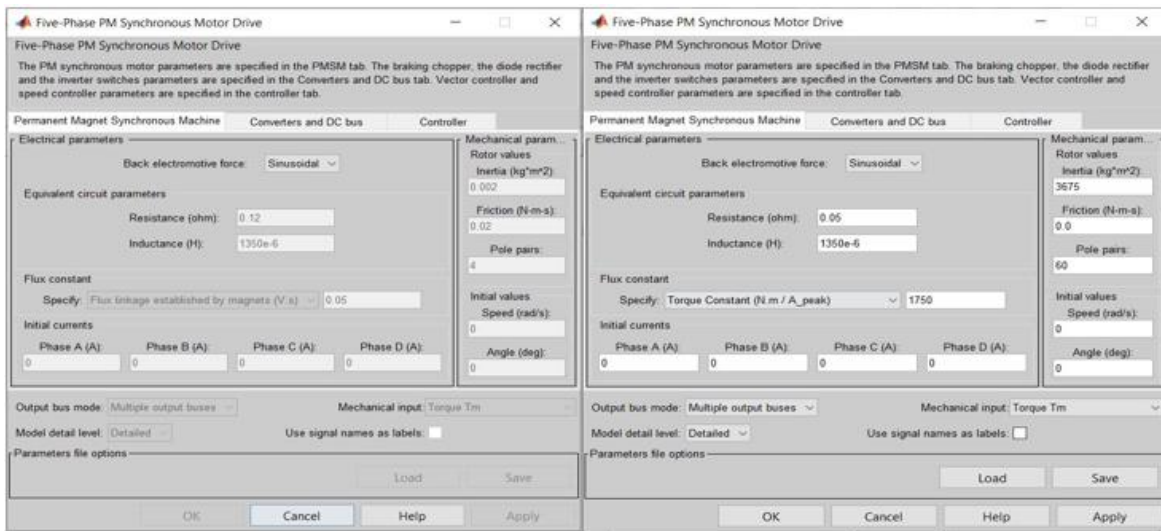 Five-Phase PM Synchronous Motor Drive
Five-Phase PM Synchronous Motor Drive
The PM synchronous motor parameters are specified in the PMSM tab. The braking chopper, the diode rectifier
and the inverter switches parameters are specified in the Converters and DC bus tab. Vector controller and
speed controller parameters are specified in the controller tab.
Permanent Magnet Synchronous Machine Converters and DC bus Controller
Electrical parameters
Back electromotive force: Sinusoidal
Equivalent circuit parameters
Resistance (ohm): 0.12
Inductance (H): 1350e-6
Flux constant
Specify: Flux linkage established by magnets (V.s) 0.05
Initial currents
Phase A (A): Phase B (A): Phase C (A): Phase D (A):
0 0 0 0
Mechanical param...
Rotor values
Inertia (kg*m^2):
0.002
Friction (N-m-s):
0.02
Pole pairs:
4
Initial values
Speed (rad/s):
0
Angle (deg):
0
Output bus mode: Multiple output buses Mechanical input: Torque Tm
Model detail level: Detailed Use signal names as labels:
Parameters file options
Load Save
OK Cancel Help Apply
Five-Phase PM Synchronous Motor Drive
Five-Phase PM Synchronous Motor Drive
The PM synchronous motor parameters are specified in the PMSM tab. The braking chopper, the diode rectifier
and the inverter switches parameters are specified in the Converters and DC bus tab. Vector controller and
speed controller parameters are specified in the controller tab.
Permanent Magnet Synchronous Machine Converters and DC bus Controller
Electrical parameters
Back electromotive force: Sinusoidal
Equivalent circuit parameters
Resistance (ohm): 0.05
Inductance (H): 1350e-6
Flux constant
Specify: Torque Constant (N.m / A_peak) 1750
Initial currents
Phase A (A): Phase B (A): Phase C (A): Phase D (A):
0 0 0 0
Mechanical param...
Rotor values
Inertia (kg*m^2):
3675
Friction (N-m-s):
0.0
Pole pairs:
60
Initial values
Speed (rad/s):
0
Angle (deg):
0
Output bus mode: Multiple output buses Mechanical input: Torque Tm
Model detail level: Detailed Use signal names as labels:
Parameters file options
Load Save
OK Cancel Help Apply